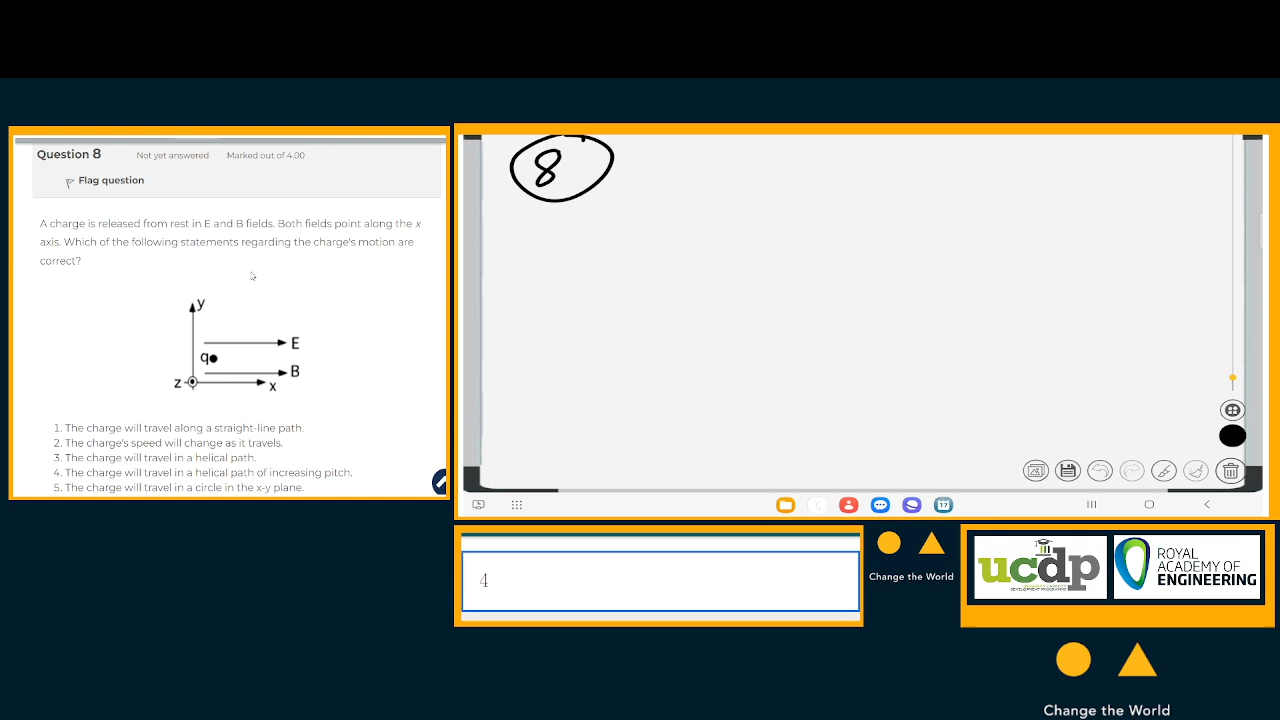 Question 8 Not yet answered Marked out of 4.00
Flag question
A charge is released from rest in E and B fields. Both fields point along the x
axis. Which of the following statements regarding the charge's motion are
correct?
y
E
q
B
z
x
1. The charge will travel along a straight-line path.
2. The charge's speed will change as it travels.
3. The charge will travel in a helical path.
4. The charge will travel in a helical path of increasing pitch.
5. The charge will travel in a circle in the x-y plane.
8
17
4
Change the World
ucdp
ROYAL
ACADEMY OF
ENGINEERING
Change the World